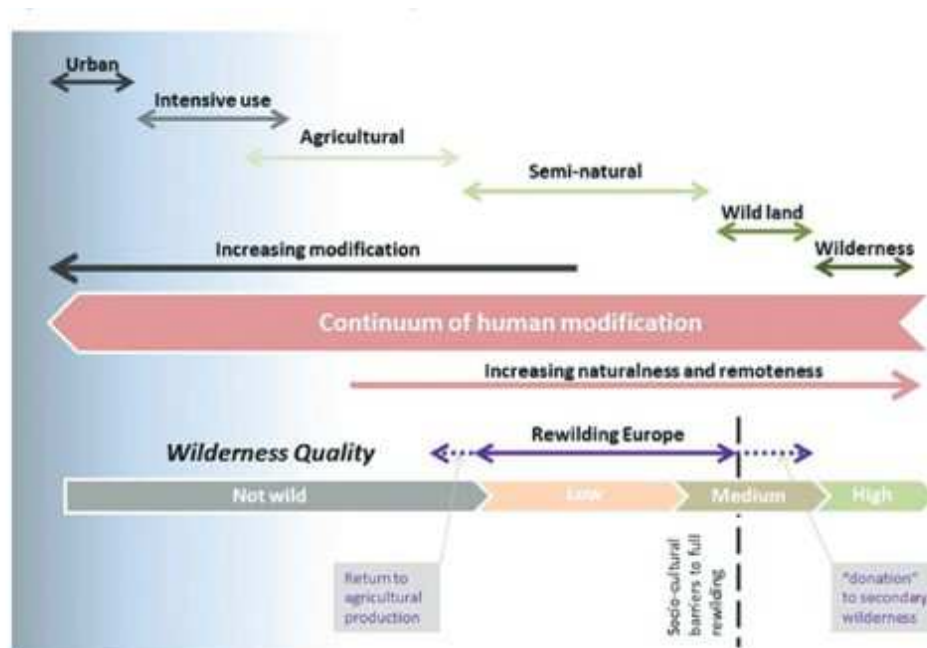 Urban
Intensive use
Agricultural
Semi-natural
Wild land
Increasing modification
Wilderness
Continuum of human modification
Increasing naturalness and remoteness
Rewilding Europe
Wilderness Quality
Not wild
Low
Medium
High
Return to
agricultural
production
Socio-cultural
barriers to full
rewilding
"donation"
to secondary
wilderness